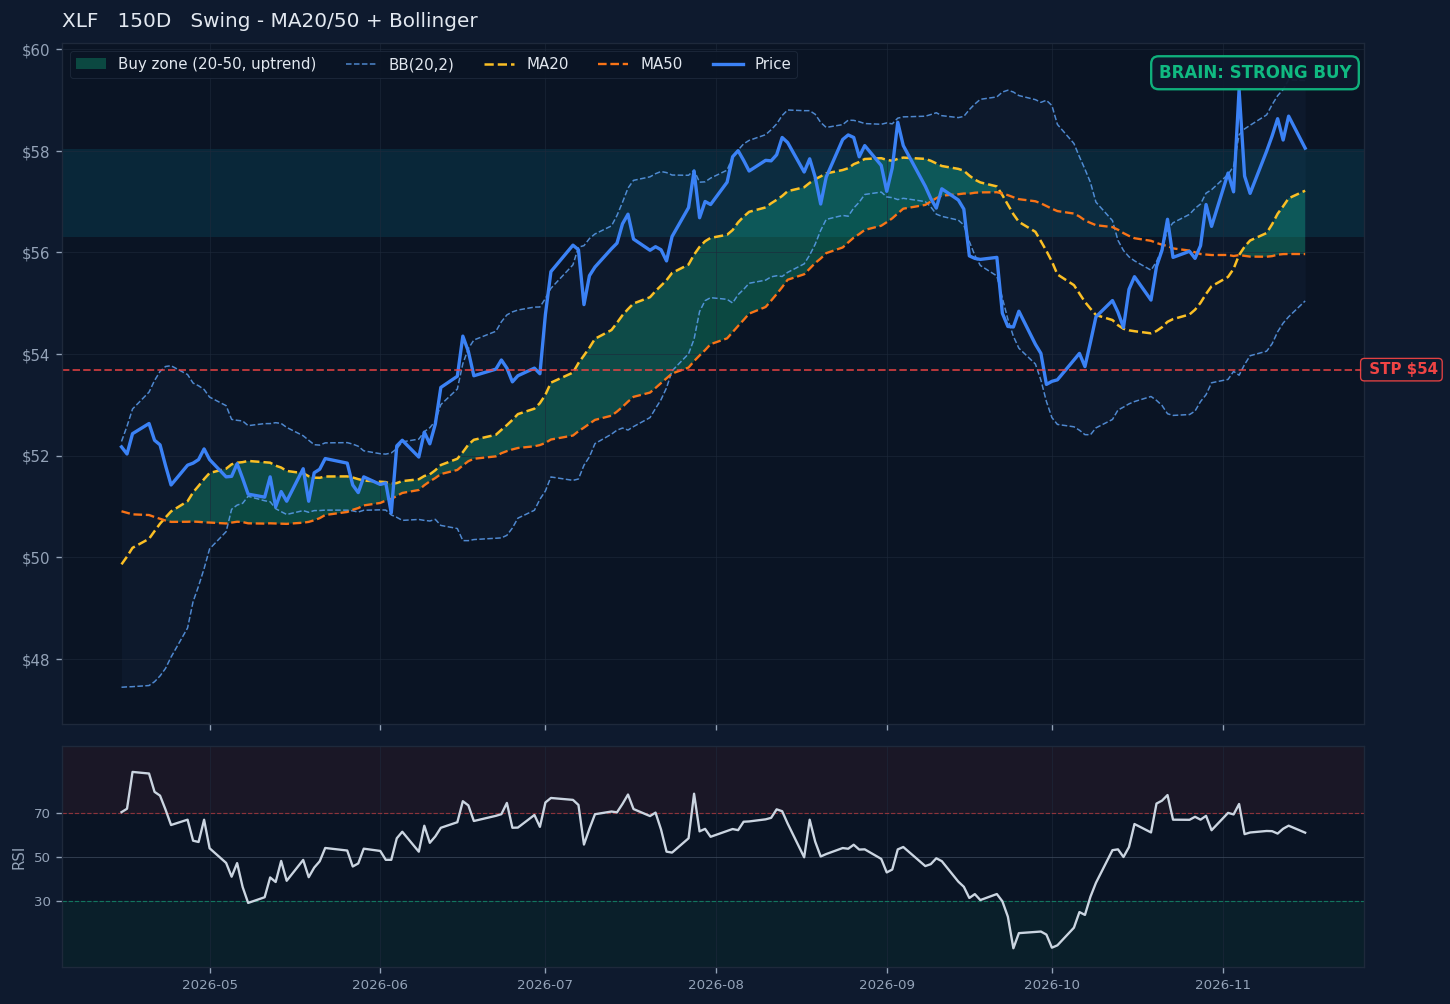 XLF   150D   Swing - MA20/50 + Bollinger
Buy zone (20-50, uptrend)   BB(20,2)   MA20   MA50   Price
BRAIN: STRONG BUY
$60
$58
$56
$54
$52
$50
$48
STP $54
RSI
70
50
30
2026-05   2026-06   2026-07   2026-08   2026-09   2026-10   2026-11